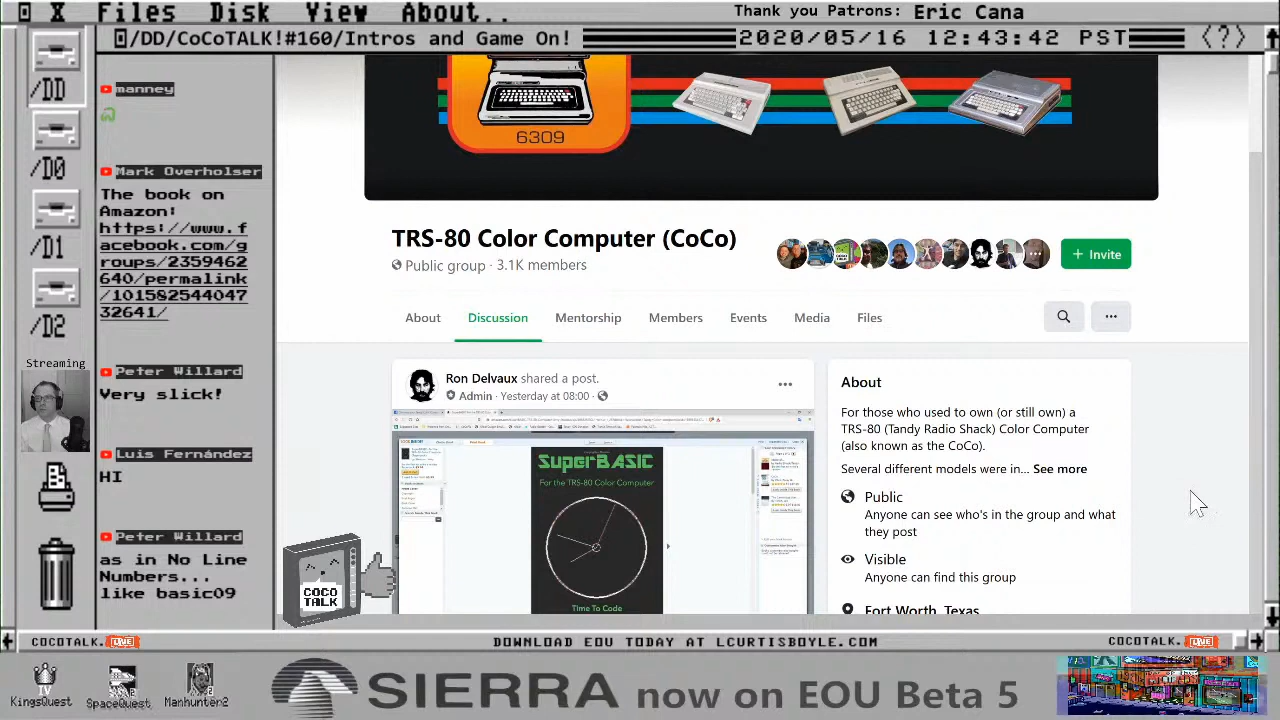 X Files Disk View About..
Thank you Patrons: Eric Cana
/DD/CoCoTALK!#160/Intros and Game On!
2020/05/16 12:43:42 PST
(?)
/DD
/D0
/D1
/D2
Streaming
manney
Mark Overholser
The book on
Amazon:
https://www.f
acebook.com/g
roups/2359462
640/permalink
/101582544047
32641/
Peter Willard
Very slick!
Luis Fernández
HI
Peter Willard
as in No Line
Numbers...
like basic09
6309
TRS-80 Color Computer (CoCo)
Public group · 3.1K members
+ Invite
About
Discussion
Mentorship
Members
Events
Media
Files
Ron Delvaux shared a post.
Admin · Yesterday at 08:00 ·
SuperBASIC
For the TRS-80 Color Computer
Time To Code
About
For those who used to own (or still own) a
TRS-80 (Tandy Radio Shack) Color Computer
also known as the CoCo).
Several different models were in... See more
Public
Anyone can see who's in the group and what
they post
Visible
Anyone can find this group
Fort Worth, Texas
COCO
TALK
COCOTALK.LIVE
DOWNLOAD EOU TODAY AT LCURTISBOYLE.COM
COCOTALK.LIVE
KingsQuest
SpaceQuest
Manhunter2
SIERRA now on EOU Beta 5